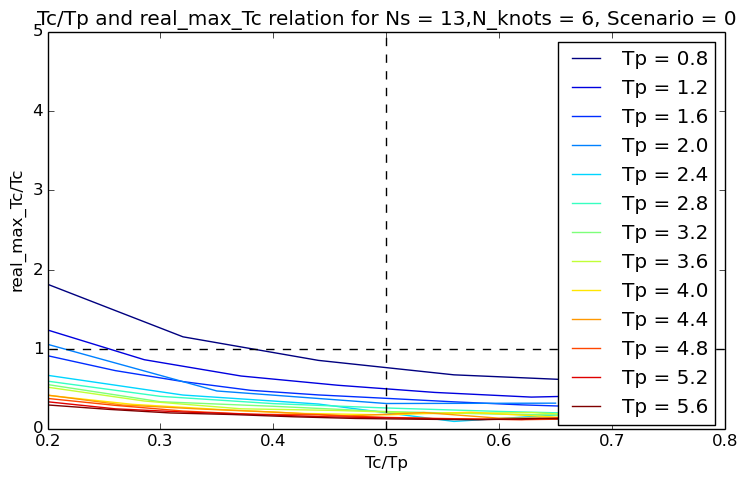 Tc/Tp and real_max_Tc relation for Ns = 13,N_knots = 6, Scenario = 0
5
4
3
2
1
0
real_max_Tc/Tc
0.2 0.3 0.4 0.5 0.6 0.7 0.8
Tc/Tp
Tp = 0.8
Tp = 1.2
Tp = 1.6
Tp = 2.0
Tp = 2.4
Tp = 2.8
Tp = 3.2
Tp = 3.6
Tp = 4.0
Tp = 4.4
Tp = 4.8
Tp = 5.2
Tp = 5.6